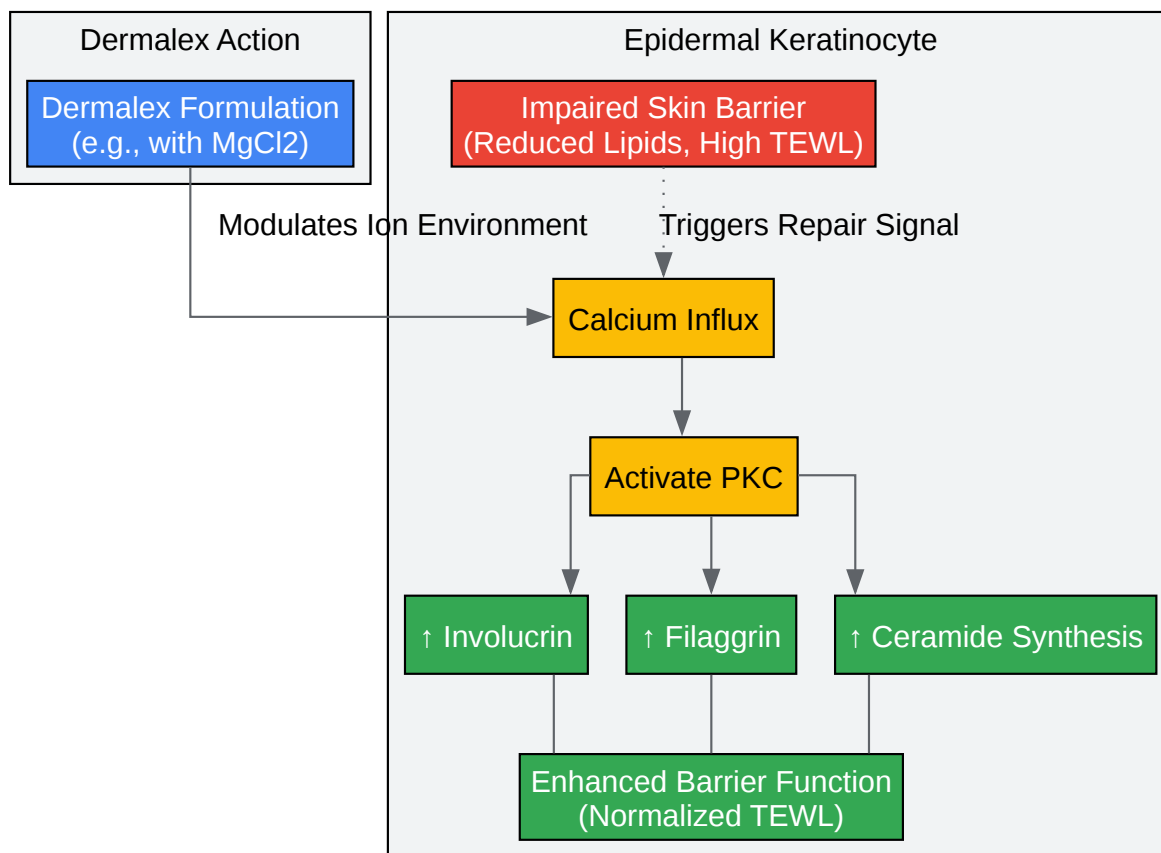 Dermalex Action
Dermalex Formulation
(e.g., with MgCl2)
Epidermal Keratinocyte
Impaired Skin Barrier
(Reduced Lipids, High TEWL)
Modulates Ion Environment
Triggers Repair Signal
Calcium Influx
Activate PKC
↑ Involucrin
↑ Filaggrin
↑ Ceramide Synthesis
Enhanced Barrier Function
(Normalized TEWL)